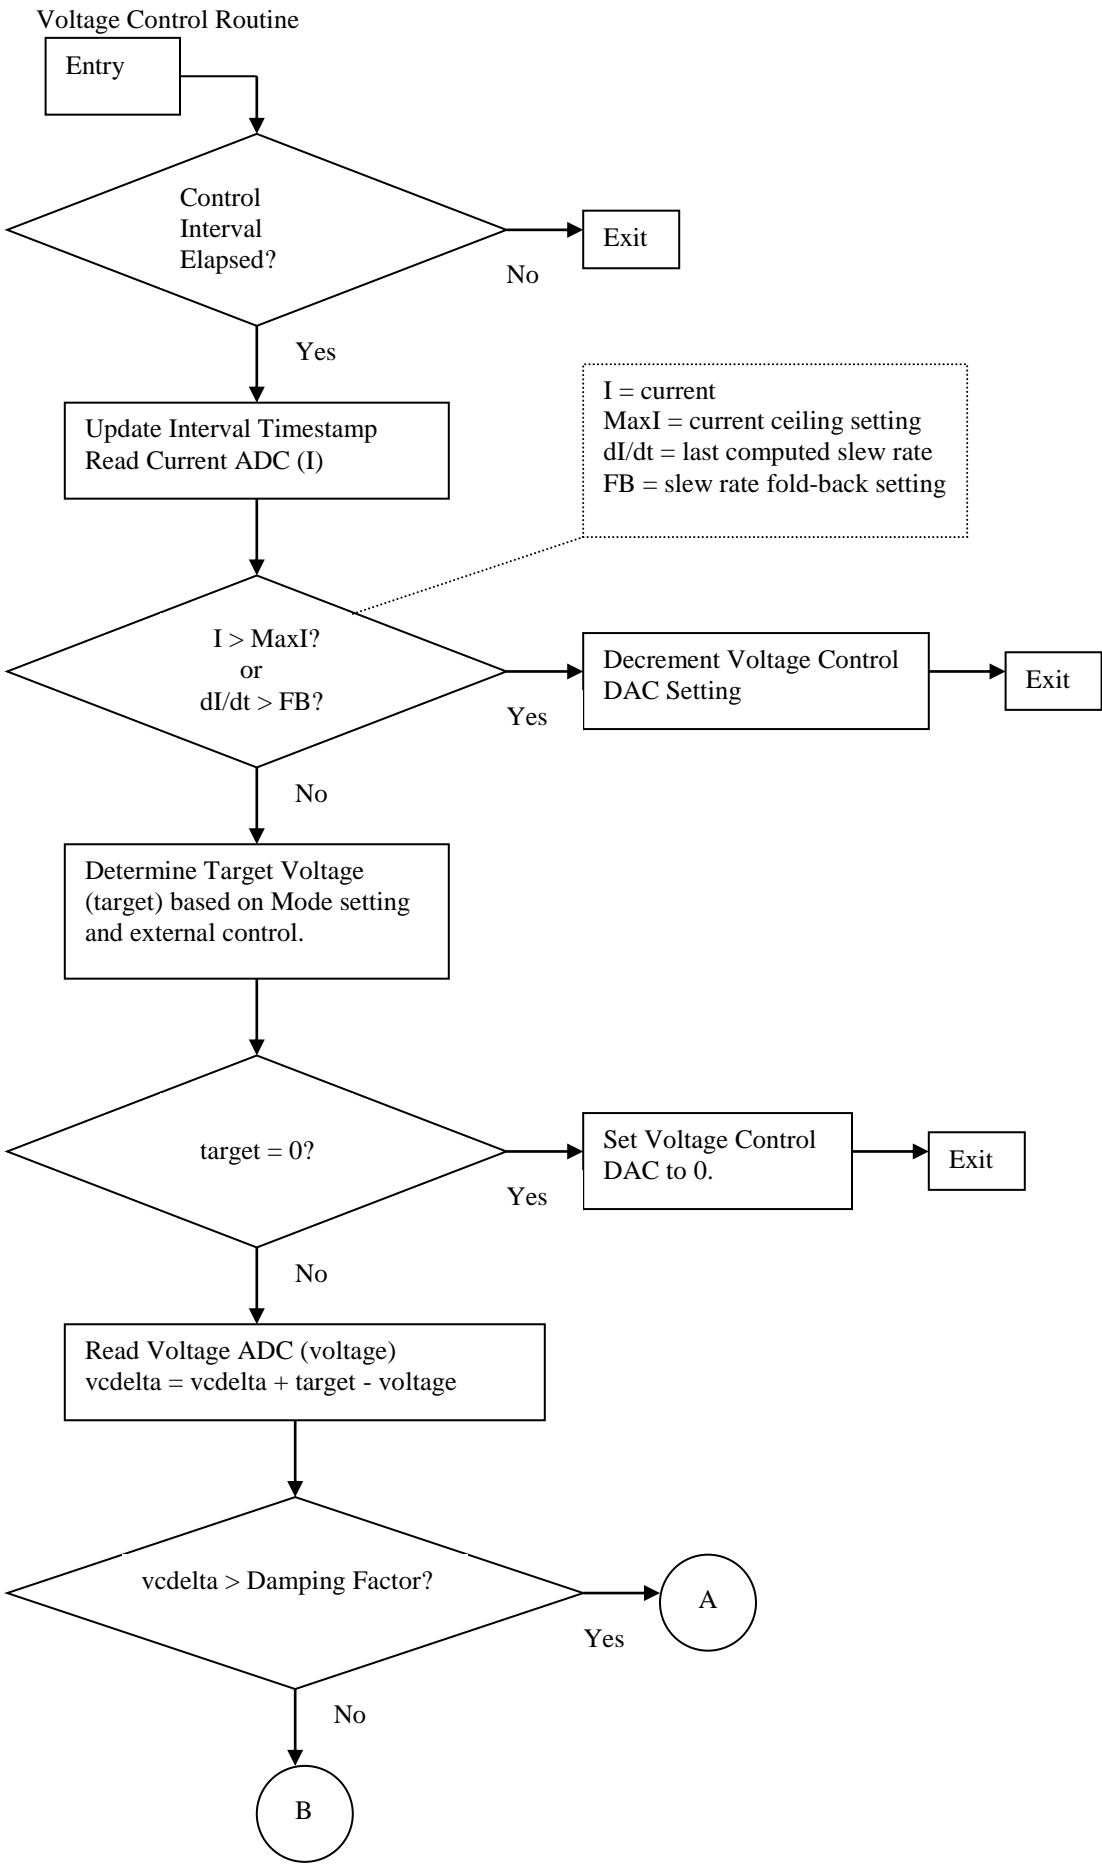 Voltage Control Routine
Entry
Control
Interval
Elapsed?
Exit
No
Yes
Update Interval Timestamp
Read Current ADC (I)
I = current
MaxI = current ceiling setting
dI/dt = last computed slew rate
FB = slew rate fold-back setting
I > MaxI?
or
dI/dt > FB?
Yes
Decrement Voltage Control
DAC Setting
Exit
No
Determine Target Voltage
(target) based on Mode setting
and external control.
target = 0?
Yes
Set Voltage Control
DAC to 0.
Exit
No
Read Voltage ADC (voltage)
vcdelta = vcdelta + target - voltage
vcdelta > Damping Factor?
Yes
A
No
B